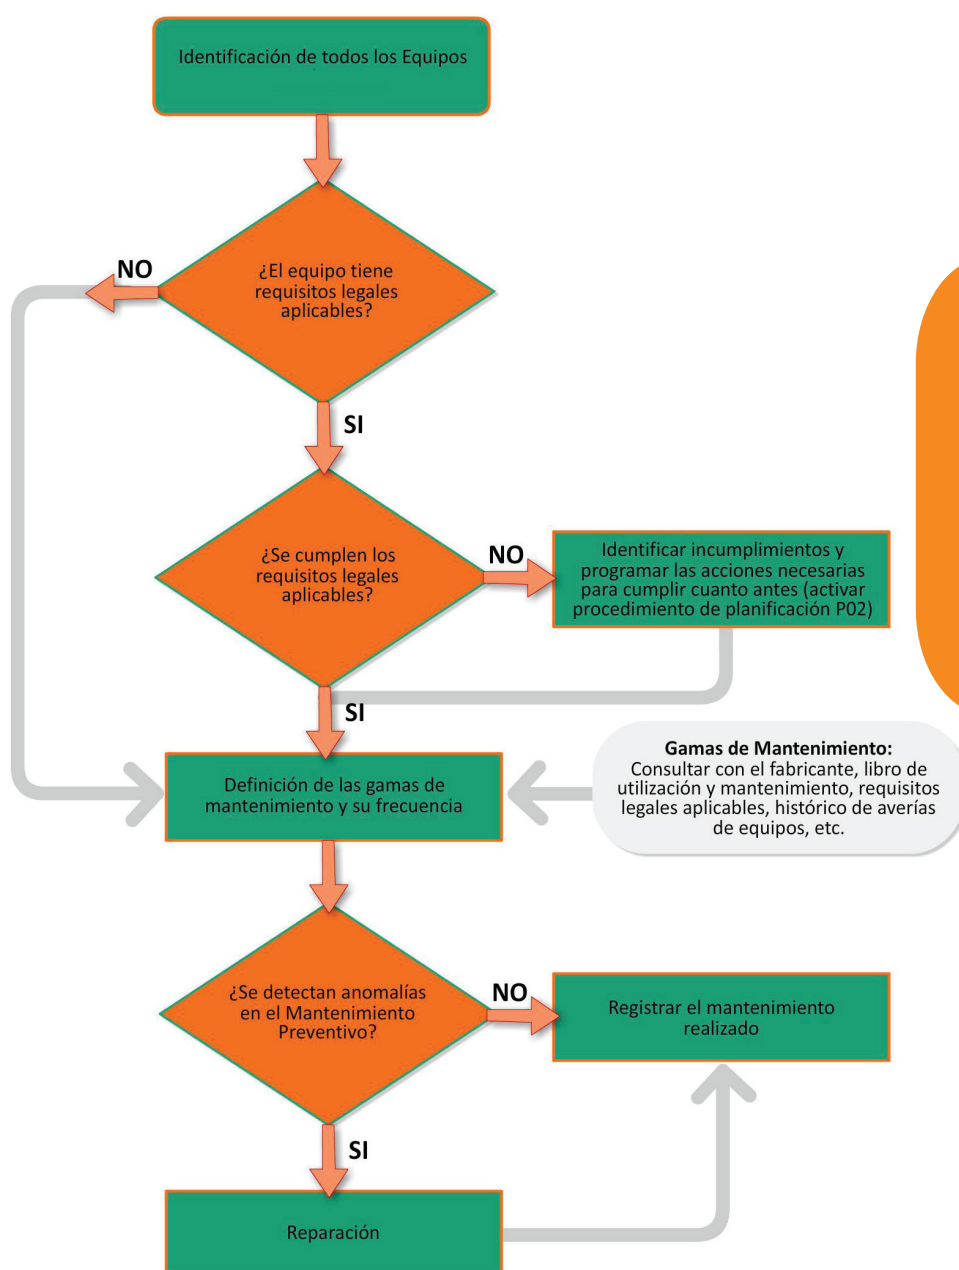 Identificación de todos los Equipos
NO
¿El equipo tiene
requisitos legales
aplicables?
SI
¿Se cumplen los
requisitos legales
aplicables?
NO
Identificar incumplimientos y
programar las acciones necesarias
para cumplir cuanto antes (activar
procedimiento de planificación P02)
SI
Definición de las gamas de
mantenimiento y su frecuencia
Gamas de Mantenimiento:
Consultar con el fabricante, libro de
utilización y mantenimiento, requisitos
legales aplicables, histórico de averías
de equipos, etc.
¿Se detectan anomalías
en el Mantenimiento
Preventivo?
NO
Registrar el mantenimiento
realizado
SI
Reparación